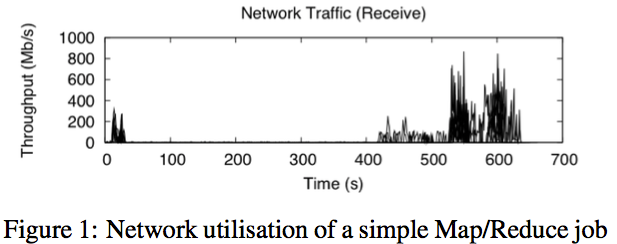 Network Traffic (Receive)
Throughput (Mb/s)
1000
800
600
400
200
0
0 100 200 300 400 500 600 700
Time (s)
Figure 1: Network utilisation of a simple Map/Reduce job